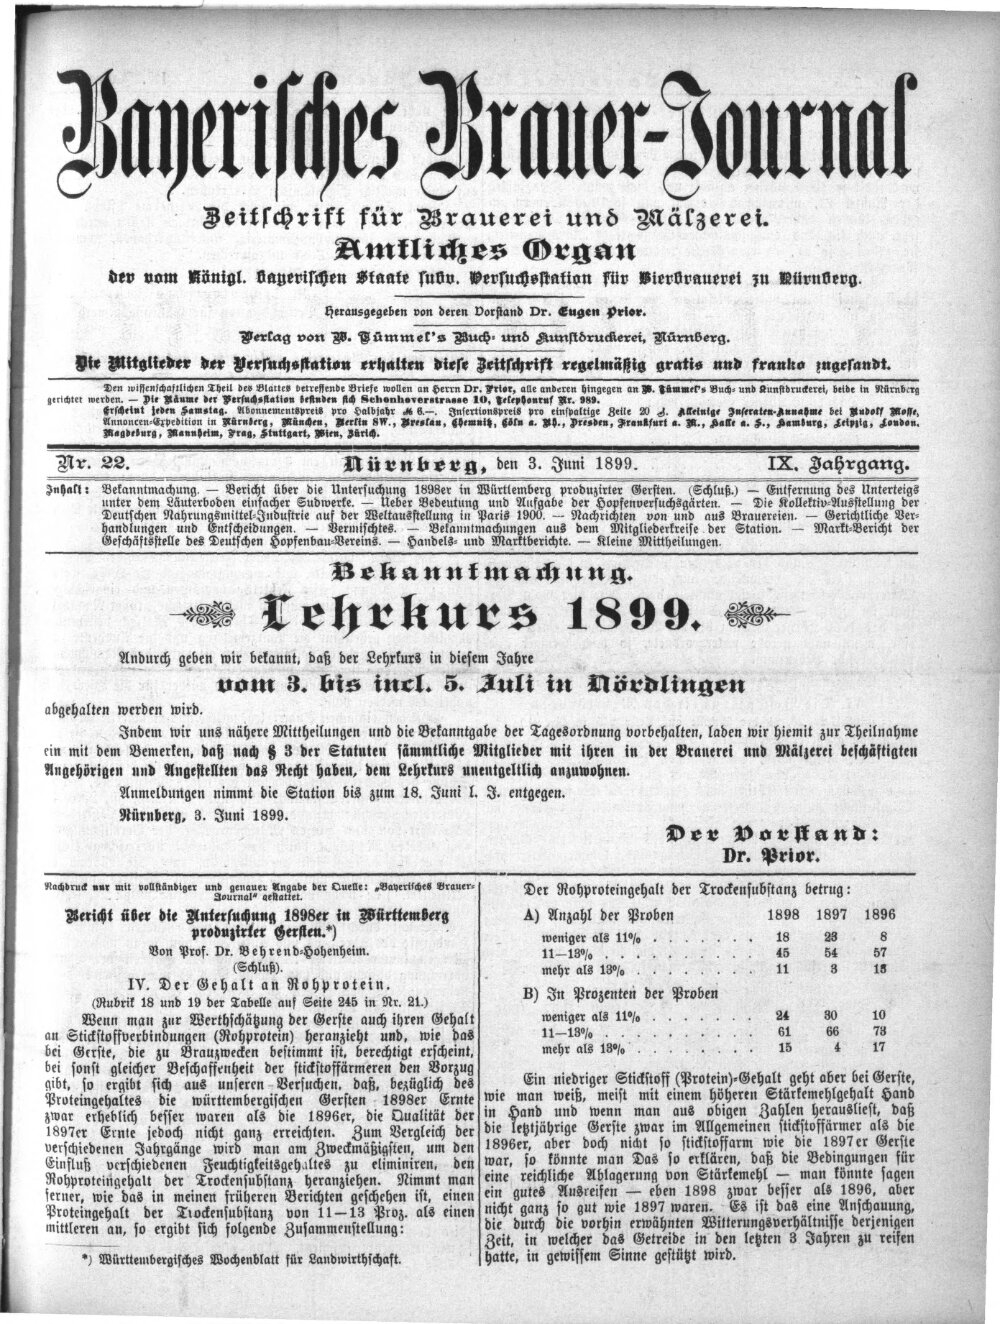 Bayerisches Brauer-Journal
Zeitschrift für Brauerei und Mälzerei.
Amtliches Organ
der vom Königl. bayerischen Staate subv. Versuchsstation für Bierbrauerei zu Nürnberg.
Herausgegeben von deren Vorstand Dr. Eugen Prior.
Verlag von W. Tümmel's Buch- und Kunstdruckerei, Nürnberg.
Die Mitglieder der Versuchsstation erhalten diese Zeitschrift regelmäßig gratis und franko zugesandt.
Den wissenschaftlichen Theil des Blattes betreffende Briefe wollen an Herrn Dr. Prior, alle anderen hingegen an W. Tümmel's Buch- und Kunstdruckerei, beide in Nürnberg
gerichtet werden. — Die Räume der Versuchsstation befinden sich Schonhoverstrasse 10, Telephonruf Nr. 989.
Erscheint jeden Samstag. Abonnementspreis pro Halbjahr ℳ 6.—. Insertionspreis pro einspaltige Zeile 20 ₰. Alleinige Inseraten-Annahme bei Rudolf Mosse,
Annoncen-Expedition in Nürnberg, München, Berlin SW., Breslau, Chemnitz, Cöln a. Rh., Dresden, Frankfurt a. M., Halle a. S., Hamburg, Leipzig, London,
Magdeburg, Mannheim, Prag, Stuttgart, Wien, Zürich.
Nr. 22. Nürnberg, den 3. Juni 1899. IX. Jahrgang.
Inhalt: Bekanntmachung. — Bericht über die Untersuchung 1898er in Württemberg produzirter Gersten. (Schluß.) — Entfernung des Unterteigs
unter dem Läuterboden einfacher Sudwerke. — Ueber Bedeutung und Aufgabe der Hopfenversuchsgärten. — Die Kollektiv-Ausstellung der
Deutschen Nahrungsmittel-Industrie auf der Weltausstellung in Paris 1900. — Nachrichten von und aus Brauereien. — Gerichtliche Ver-
handlungen und Entscheidungen. — Vermischtes. — Bekanntmachungen aus dem Mitgliederkreise der Station. — Markt-Bericht der
Geschäftsstelle des Deutschen Hopfenbau-Vereins. — Handels- und Marktberichte. — Kleine Mittheilungen.
Bekanntmachung.
Lehrkurs 1899.
Andurch geben wir bekannt, daß der Lehrkurs in diesem Jahre
vom 3. bis incl. 5. Juli in Nördlingen
abgehalten werden wird.
Indem wir uns nähere Mittheilungen und die Bekanntgabe der Tagesordnung vorbehalten, laden wir hiemit zur Theilnahme
ein mit dem Bemerken, daß nach § 3 der Statuten sämmtliche Mitglieder mit ihren in der Brauerei und Mälzerei beschäftigten
Angehörigen und Angestellten das Recht haben, dem Lehrkurs unentgeltlich anzuwohnen.
Anmeldungen nimmt die Station bis zum 18. Juni l. J. entgegen.
Nürnberg, 3. Juni 1899.
Der Vorstand:
Dr. Prior.
Nachdruck nur mit vollständiger und genauer Angabe der Quelle: „Bayerisches Brauer-
Journal“ gestattet.
Bericht über die Untersuchung 1898er in Württemberg
produzirter Gersten.*)
Von Prof. Dr. Behrend-Hohenheim.
(Schluß).
IV. Der Gehalt an Rohprotein.
(Rubrik 18 und 19 der Tabelle auf Seite 245 in Nr. 21.)
Wenn man zur Werthschätzung der Gerste auch ihren Gehalt
an Stickstoffverbindungen (Rohprotein) heranzieht und, wie das
bei Gerste, die zu Brauzwecken bestimmt ist, berechtigt erscheint,
bei sonst gleicher Beschaffenheit der stickstoffärmeren den Vorzug
gibt, so ergibt sich aus unseren Versuchen, daß, bezüglich des
Proteingehaltes die württembergischen Gersten 1898er Ernte
zwar erheblich besser waren als die 1896er, die Qualität der
1897er Ernte jedoch nicht ganz erreichten. Zum Vergleich der
verschiedenen Jahrgänge wird man am Zweckmäßigsten, um den
Einfluß verschiedenen Feuchtigkeitsgehaltes zu eliminiren, den
Rohproteingehalt der Trockensubstanz heranziehen. Nimmt man
ferner, wie das in meinen früheren Berichten geschehen ist, einen
Proteingehalt der Trockensubstanz von 11—13 Proz. als einen
mittleren an, so ergibt sich folgende Zusammenstellung:
*) Württembergisches Wochenblatt für Landwirthschaft.
Der Rohproteingehalt der Trockensubstanz betrug:
A) Anzahl der Proben 1898 1897 1896
weniger als 11% . . . . . . . 18 23 8
11—13% . . . . . . . . . 45 54 57
mehr als 13% . . . . . . . 11 3 13
B) In Prozenten der Proben
weniger als 11% . . . . . . . 24 30 10
11—13% . . . . . . . . . 61 66 73
mehr als 13% . . . . . . . 15 4 17
Ein niedriger Stickstoff (Protein)-Gehalt geht aber bei Gerste,
wie man weiß, meist mit einem höheren Stärkemehlgehalt Hand
in Hand und wenn man aus obigen Zahlen herausliest, daß
die letztjährige Gerste zwar im Allgemeinen stickstoffärmer als die
1896er, aber doch nicht so stickstoffarm wie die 1897er Gerste
war, so könnte man Das so erklären, daß die Bedingungen für
eine reichliche Ablagerung von Stärkemehl — man könnte sagen
ein gutes Ausreifen — eben 1898 zwar besser als 1896, aber
nicht ganz so gut wie 1897 waren. Es ist das eine Anschauung,
die durch die vorhin erwähnten Witterungsverhältnisse derjenigen
Zeit, in welcher das Getreide in den letzten 3 Jahren zu reifen
hatte, in gewissem Sinne gestützt wird.